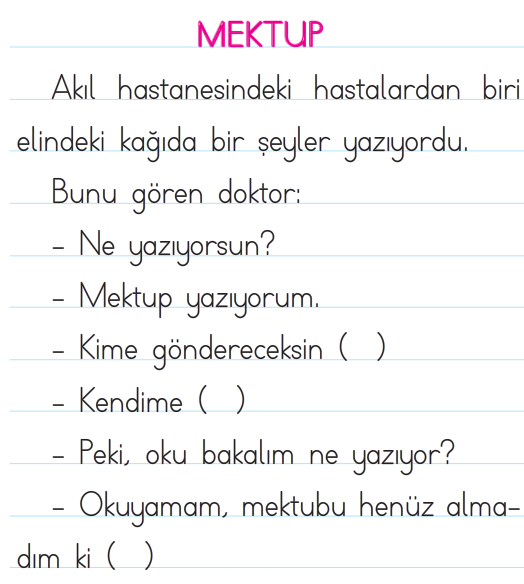 MEKTUP
Akıl hastanesindeki hastalardan biri
elindeki kağıda bir şeyler yazıyordu.
Bunu gören doktor:
– Ne yazıyorsun?
– Mektup yazıyorum.
– Kime göndereceksin (  )
– Kendime (  )
– Peki, oku bakalım ne yazıyor?
– Okuyamam, mektubu henüz alma-
dım ki (  )